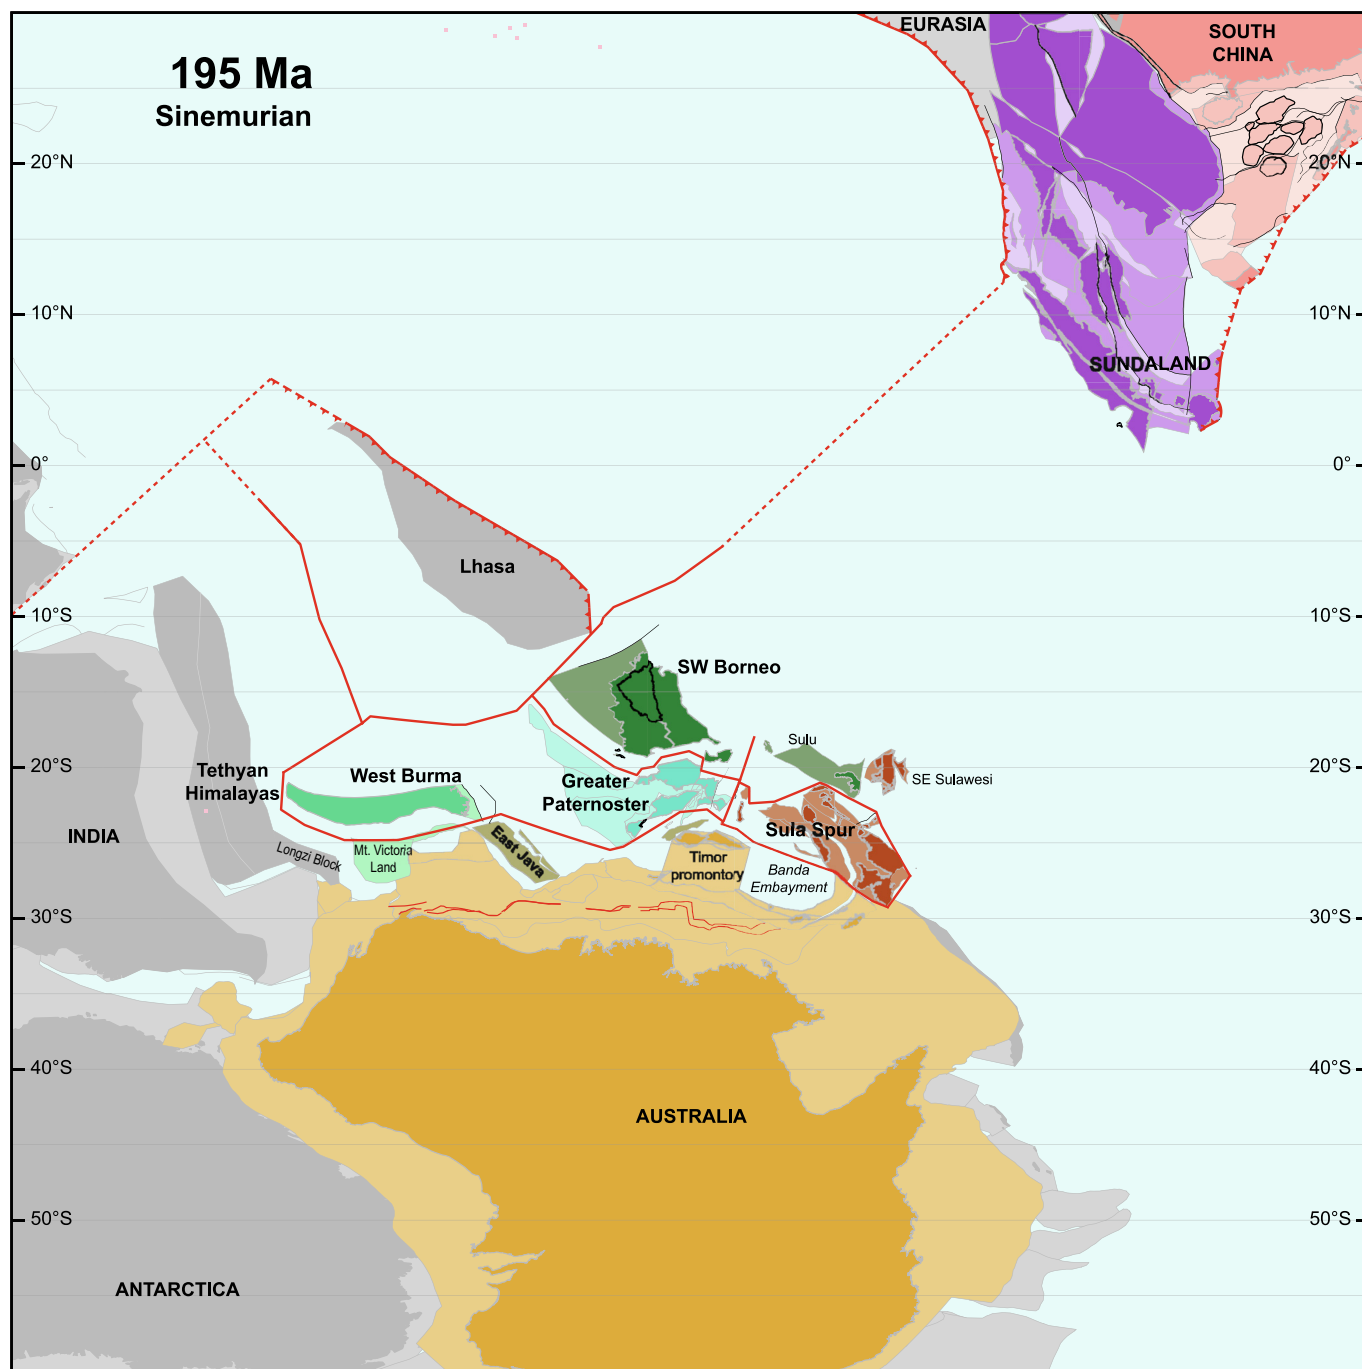 EURASIA
SOUTH
CHINA
195 Ma
Sinemurian
20°N
20°N
10°N
10°N
SUNDALAND
0°
0°
Lhasa
10°S
10°S
SW Borneo
Sulu
SE Sulawesi
20°S
20°S
Tethyan
Himalayas
West Burma
Greater
Paternoster
INDIA
Longzi Block
Mt. Victoria
Land
East Java
Timor
promontory
Sula Spur
Banda
Embayment
30°S
30°S
40°S
40°S
AUSTRALIA
50°S
50°S
ANTARCTICA